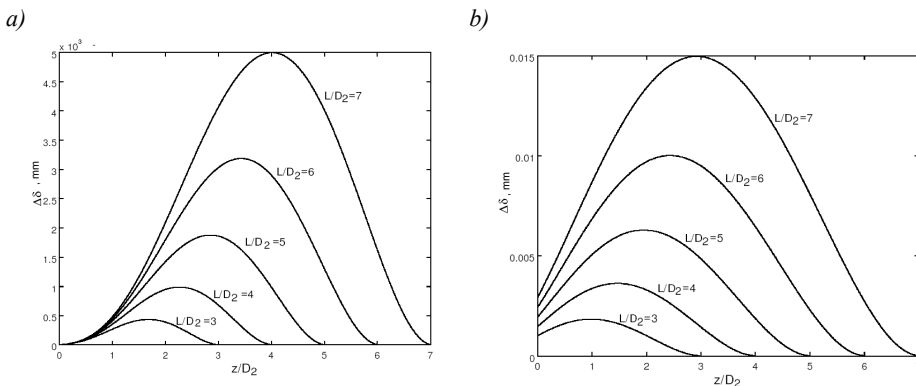 a)
b)
× 10³
5
4.5
4
3.5
3
2.5
2
1.5
1
0.5
0
Δδ , mm
L/D₂=7
L/D₂=6
L/D₂=5
L/D₂=4
L/D₂=3
0 1 2 3 4 5 6 7
z/D₂
0.015
0.01
0.005
0
Δδ, mm
L/D₂=7
L/D₂=6
L/D₂=5
L/D₂=4
L/D₂=3
0 1 2 3 4 5 6
z/D₂